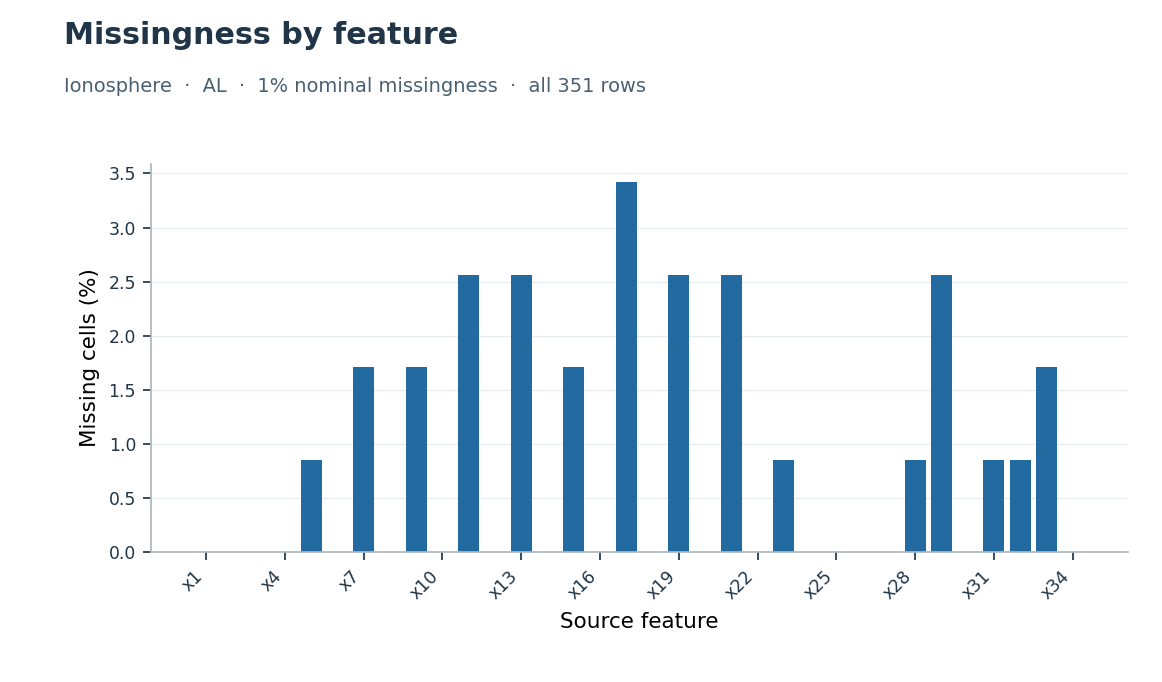 Missingness by feature
Ionosphere · AL · 1% nominal missingness · all 351 rows
3.5
3.0
2.5
2.0
1.5
1.0
0.5
0.0
Missing cells (%)
x1 x4 x7 x10 x13 x16 x19 x22 x25 x28 x31 x34
Source feature